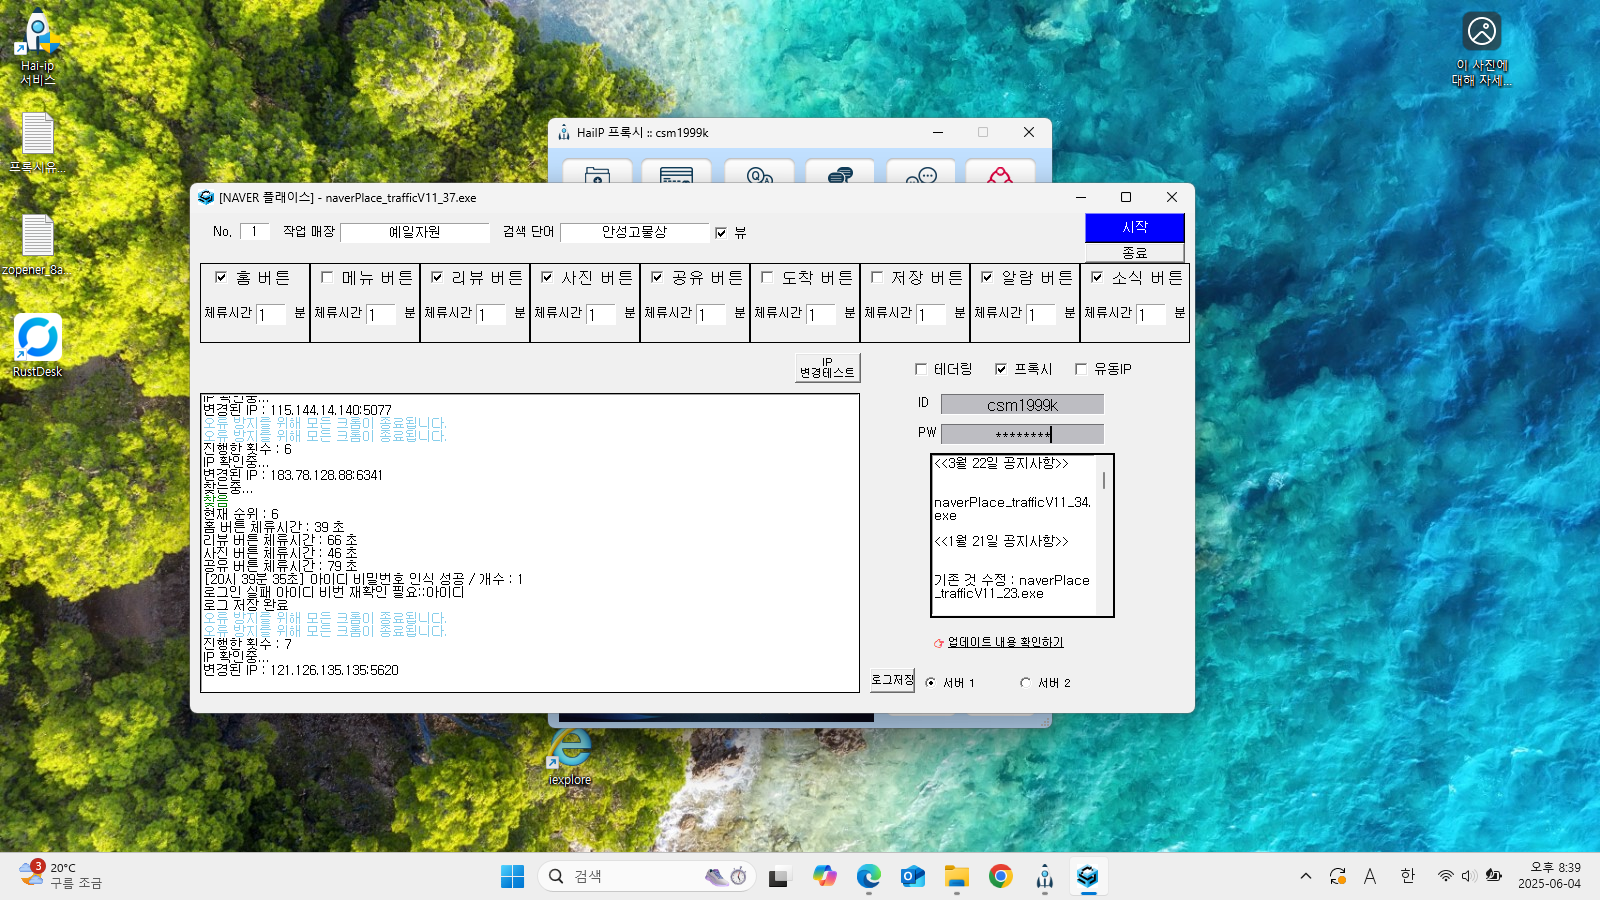 Hai-ip
서비스
프록시유...
zopener_8a...
RustDesk
이 사진에
대해 자세...
HaiIP 프록시 :: csm1999k
[NAVER 플래이스] - naverPlace_trafficV11_37.exe
No. 1 작업 매장 예일자원 검색 단어 안성고물상 뷰
시작
종료
홈 버튼 메뉴 버튼 리뷰 버튼 사진 버튼 공유 버튼 도착 버튼 저장 버튼 알람 버튼 소식 버튼
체류시간 1 분 체류시간 1 분 체류시간 1 분 체류시간 1 분 체류시간 1 분 체류시간 1 분 체류시간 1 분 체류시간 1 분 체류시간 1 분
IP
변경테스트
테더링 프록시 유동IP
ID csm1999k
PW ********
IP 확인중...
변경된 IP : 115.144.14.140:5077
오류 방지를 위해 모든 크롬이 종료됩니다.
오류 방지를 위해 모든 크롬이 종료됩니다.
진행한 횟수 : 6
IP 확인중...
변경된 IP : 183.78.128.88:6341
찾는중...
찾음
현재 순위 : 6
홈 버튼 체류시간 : 39 초
리뷰 버튼 체류시간 : 66 초
사진 버튼 체류시간 : 46 초
공유 버튼 체류시간 : 79 초
[20시 39분 35초] 아이디 비밀번호 인식 성공 / 개수 : 1
로그인 실패 아이디 비번 재확인 필요::아이디
로그 저장 완료
오류 방지를 위해 모든 크롬이 종료됩니다.
오류 방지를 위해 모든 크롬이 종료됩니다.
진행한 횟수 : 7
IP 확인중...
변경된 IP : 121.126.135.135:5620
<<3월 22일 공지사항>>
naverPlace_trafficV11_34.
exe
<<1월 21일 공지사항>>
기존 것 수정 : naverPlace
_trafficV11_23.exe
업데이트 내용 확인하기
로그저장 서버 1 서버 2
iexplore
3
20°C
구름 조금
검색
A 한
오후 8:39
2025-06-04